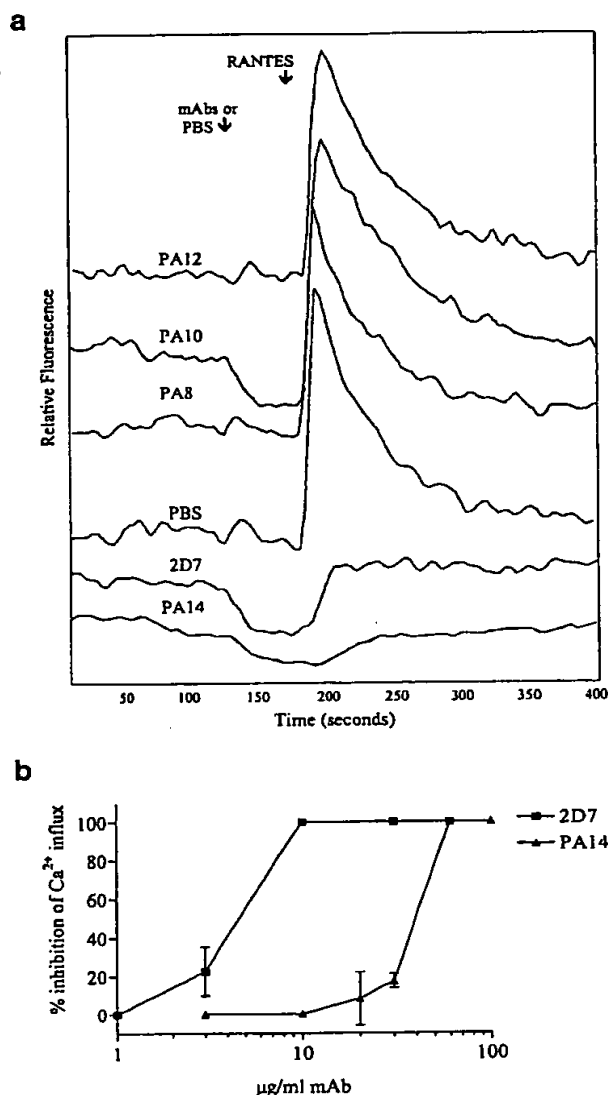 a
RANTES
mAbs or
PBS
PA12
PA10
PA8
PBS
2D7
PA14
Relative Fluorescence
50 100 150 200 250 300 350 400
Time (seconds)
b
% inhibition of Ca²⁺ influx
100
80
60
40
20
0
1 10 100
µg/ml mAb
2D7
PA14